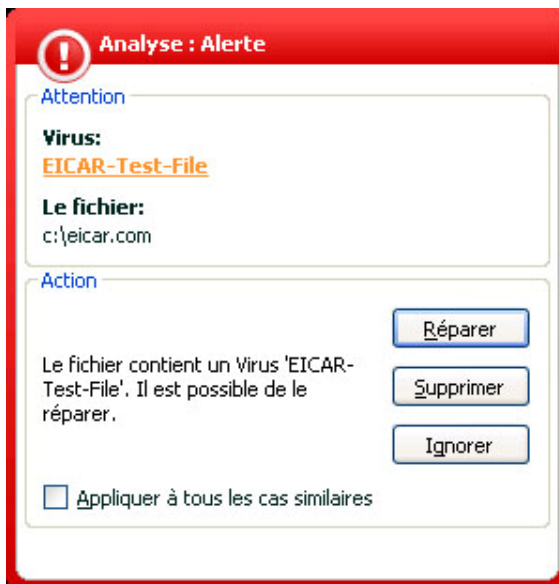 Analyse : Alerte
Attention
Virus:
EICAR-Test-File
Le fichier:
c:\eicar.com
Action
Réparer
Le fichier contient un Virus 'EICAR-
Test-File'. Il est possible de le
réparer.
Supprimer
Ignorer
Appliquer à tous les cas similaires